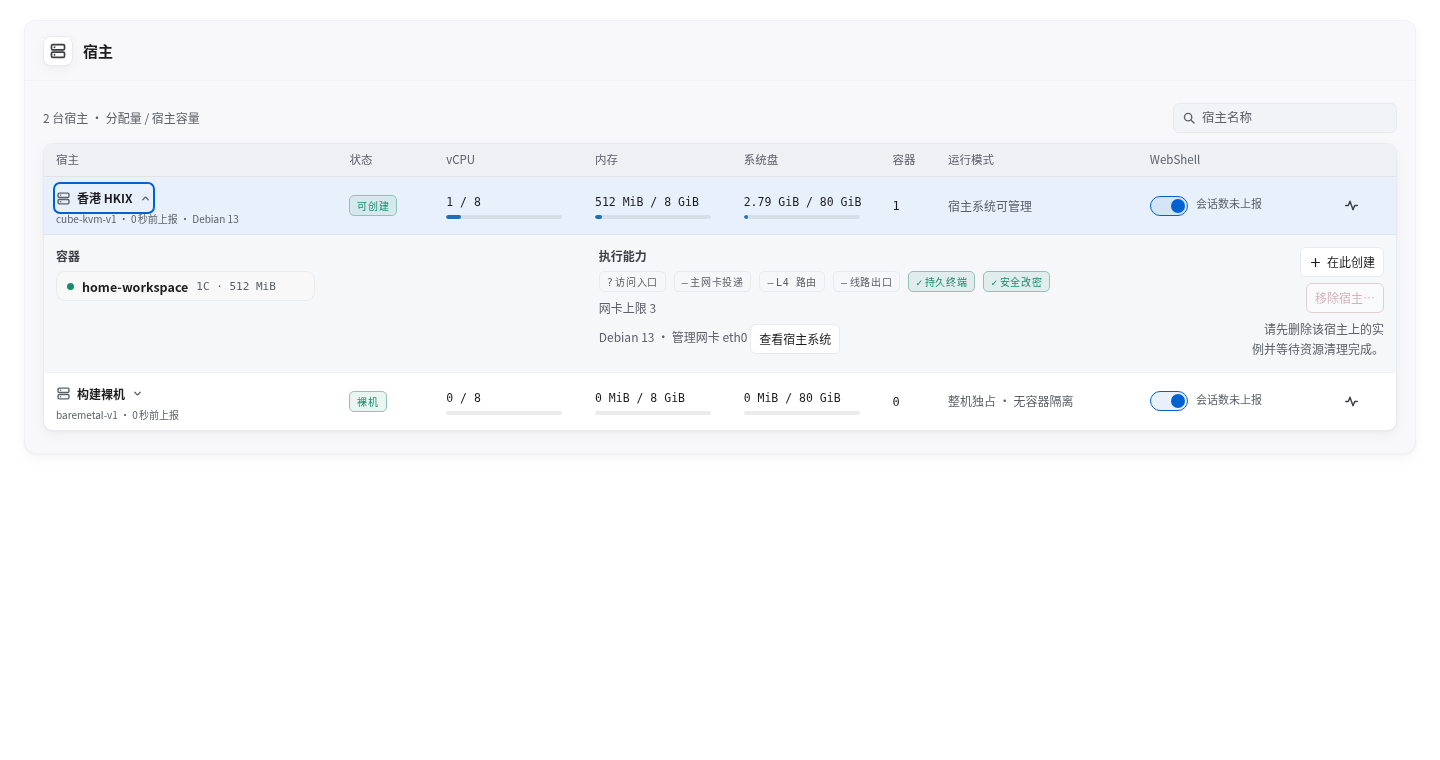 宿主
2 台宿主 · 分配量 / 宿主容量
宿主名称
宿主 状态 vCPU 内存 系统盘 容器 运行模式 WebShell
香港 HKIX
cube-kvm-v1 · 0秒前上报 · Debian 13
可创建
1 / 8
512 MiB / 8 GiB
2.79 GiB / 80 GiB
1
宿主系统可管理
会话数未上报
容器
home-workspace 1C · 512 MiB
执行能力
? 访问入口 – 主网卡投递 – L4 路由 – 线路出口 ✓ 持久终端 ✓ 安全改密
网卡上限 3
Debian 13 · 管理网卡 eth0 查看宿主系统
+ 在此创建
移除宿主…
请先删除该宿主上的实
例并等待资源清理完成。
构建裸机
baremetal-v1 · 0秒前上报
裸机
0 / 8
0 MiB / 8 GiB
0 MiB / 80 GiB
0
整机独占 · 无容器隔离
会话数未上报